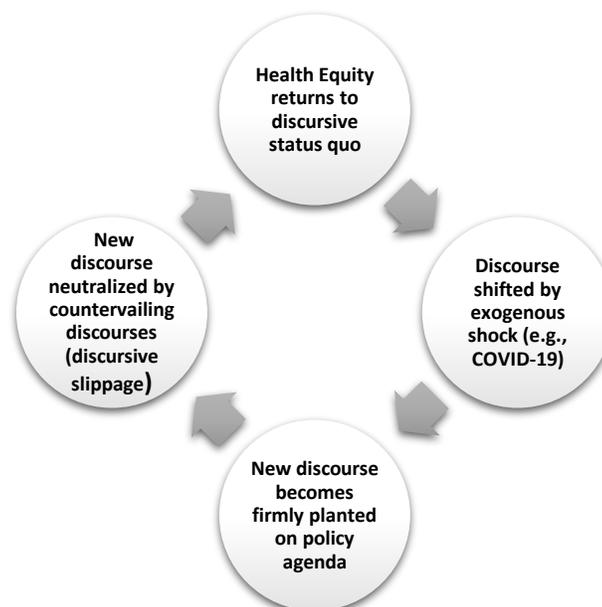 Health Equity
returns to
discursive
status quo
Discourse
shifted by
exogenous
shock (e.g.,
COVID-19)
New discourse
becomes
firmly planted
on policy
agenda
New
discourse
neutralized by
countervailing
discourses
(discursive
slippage)